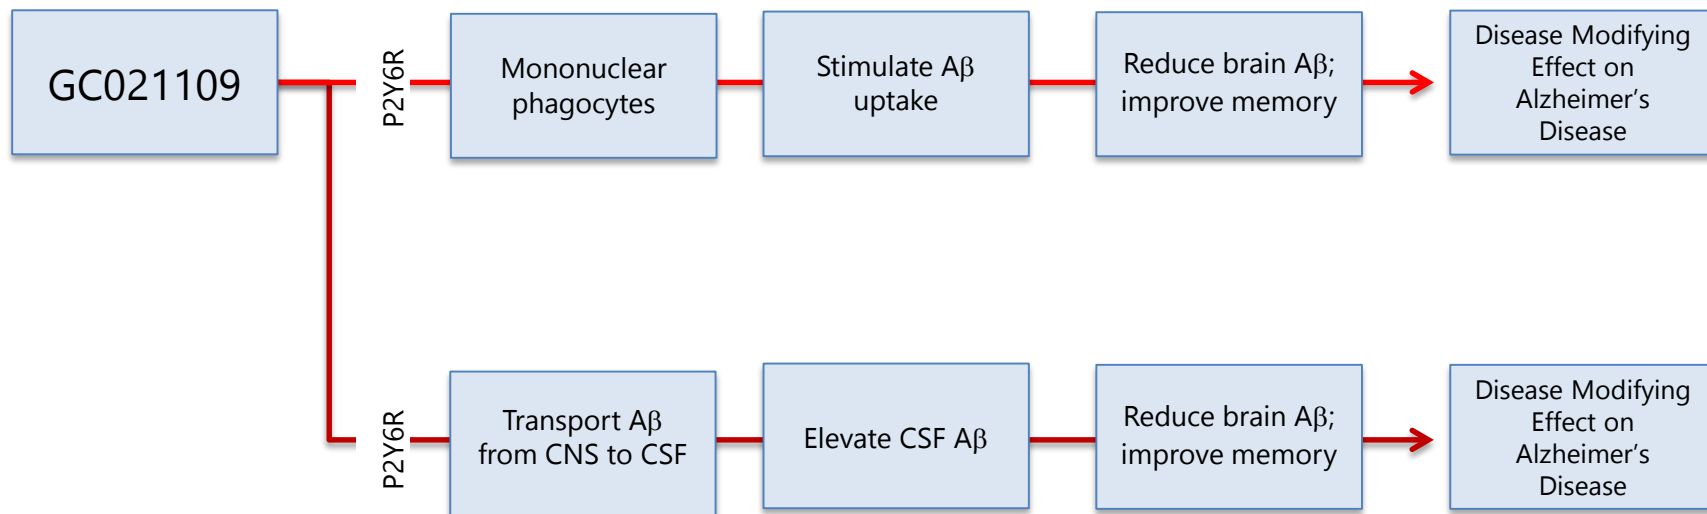 GC021109
P2Y6R
Mononuclear
phagocytes
Stimulate Aβ
uptake
Reduce brain Aβ;
improve memory
Disease Modifying
Effect on
Alzheimer's
Disease
P2Y6R
Transport Aβ
from CNS to CSF
Elevate CSF Aβ
Reduce brain Aβ;
improve memory
Disease Modifying
Effect on
Alzheimer's
Disease